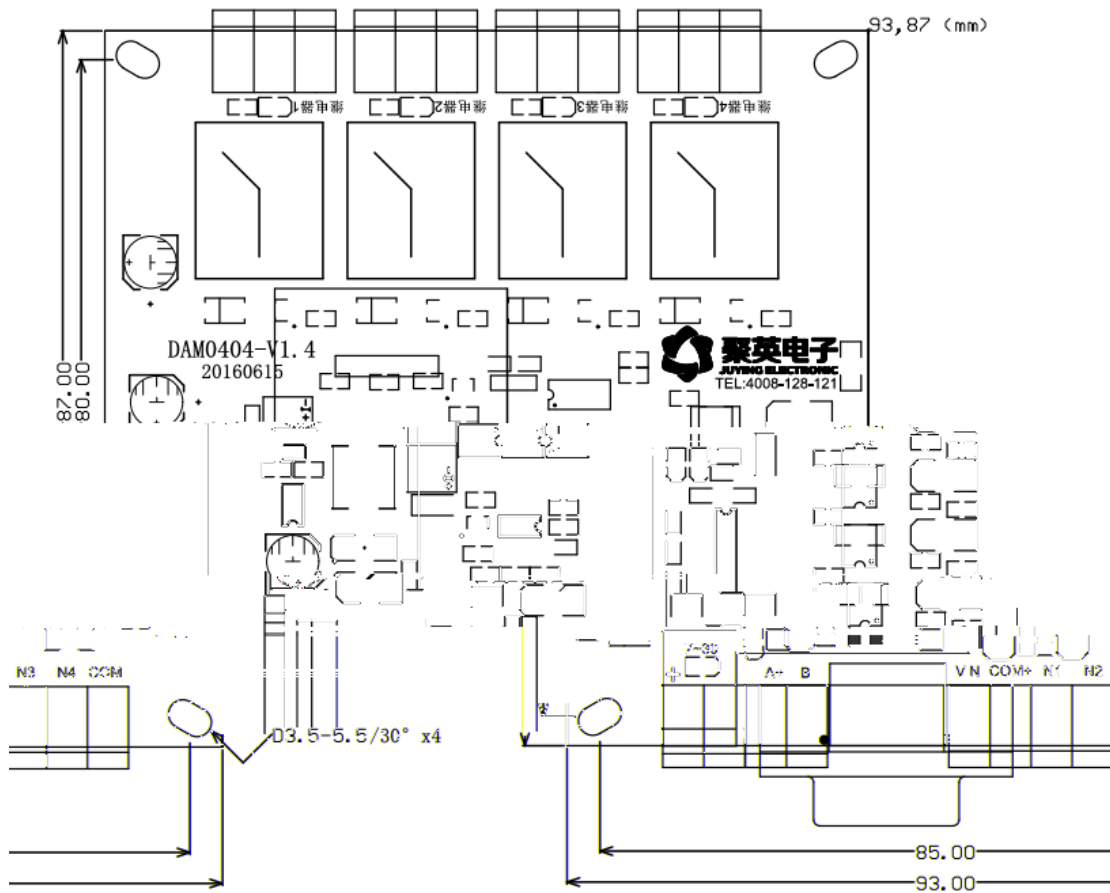 93,87 (mm)
继电器1
继电器2
继电器3
继电器4
87.00
80.00
DAM0404-V1.4
20160615
聚英电子
JUYING ELECTRONIC
TEL:4008-128-121
N3 N4 COM
+
A+ B
COM+ N1 N2
D3.5-5.5/30° x4
85.00
93.00